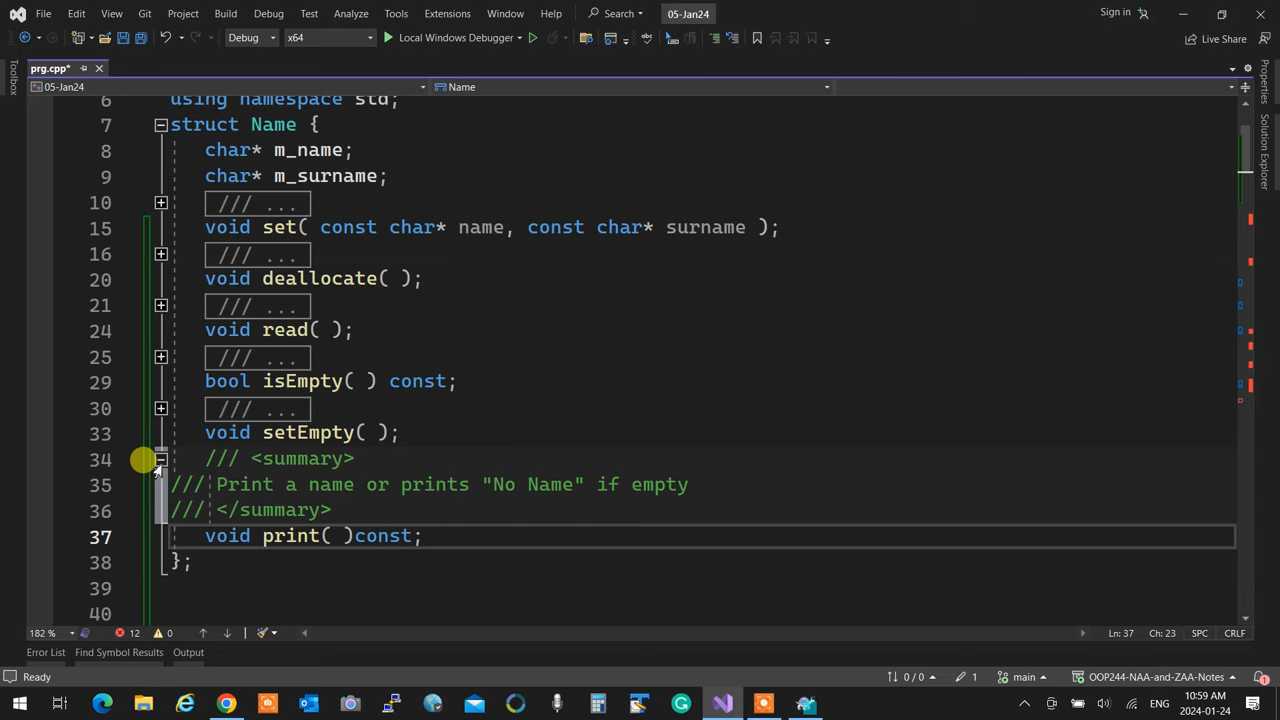 File Edit View Git Project Build Debug Test Analyze Tools Extensions Window Help Search 05-Jan24 Sign in
Debug x64 Local Windows Debugger Live Share
Toolbox
prg.cpp*
05-Jan24 Name
6 using namespace std;
7 struct Name {
8 char* m_name;
9 char* m_surname;
10 /// ...
15 void set( const char* name, const char* surname );
16 /// ...
20 void deallocate( );
21 /// ...
24 void read( );
25 /// ...
29 bool isEmpty( ) const;
30 /// ...
33 void setEmpty( );
34 /// <summary>
35 /// Print a name or prints "No Name" if empty
36 /// </summary>
37 void print( )const;
38 };
39
40
Properties
Solution Explorer
182 % 12 0 Ln: 37 Ch: 23 SPC CRLF
Error List Find Symbol Results Output
Ready 0 / 0 1 main OOP244-NAA-and-ZAA-Notes 1
ENG 10:59 AM
2024-01-24